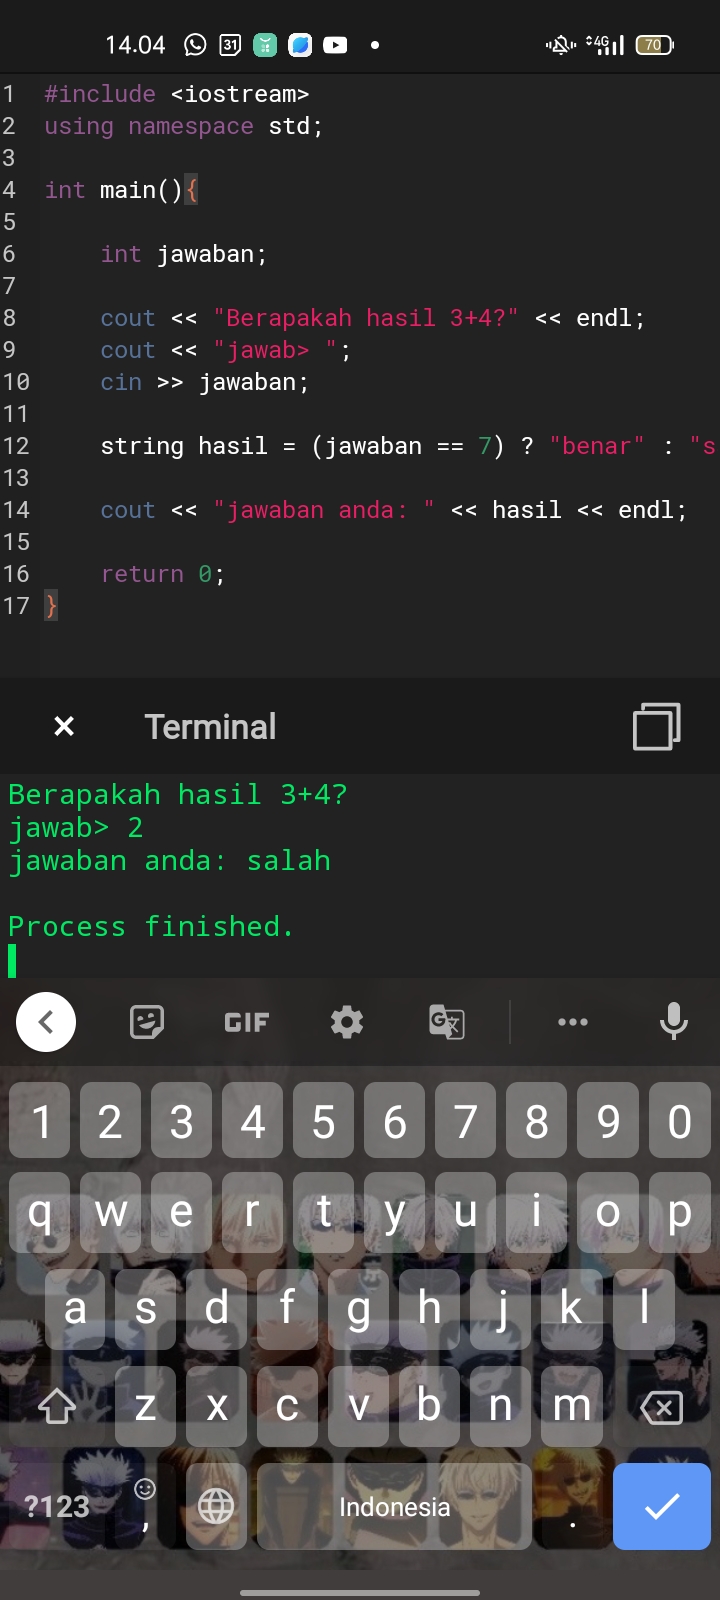 14.04
31
4G
70
1 #include <iostream>
2 using namespace std;
3
4 int main(){
5
6 int jawaban;
7
8 cout << "Berapakah hasil 3+4?" << endl;
9 cout << "jawab> ";
10 cin >> jawaban;
11
12 string hasil = (jawaban == 7) ? "benar" : "s
13
14 cout << "jawaban anda: " << hasil << endl;
15
16 return 0;
17 }
× Terminal
Berapakah hasil 3+4?
jawab> 2
jawaban anda: salah
Process finished.
GIF G文
1 2 3 4 5 6 7 8 9 0
q w e r t y u i o p
a s d f g h j k l
z x c v b n m
?123 , Indonesia .